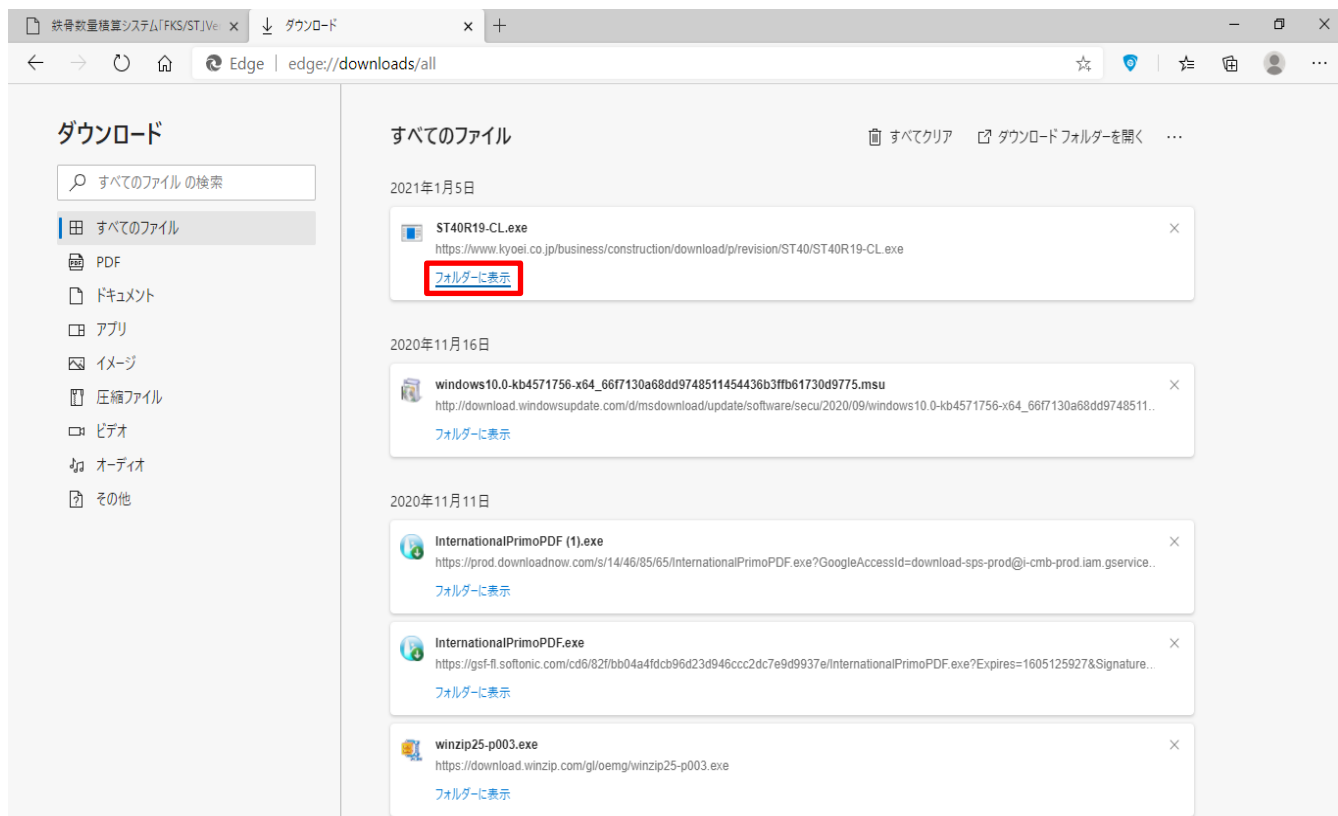 鉄骨数量積算システム「FKS/ST」Ve
ダウンロード
Edge
edge://downloads/all
ダウンロード
すべてのファイル の検索
すべてのファイル
PDF
ドキュメント
アプリ
イメージ
圧縮ファイル
ビデオ
オーディオ
その他
すべてのファイル
すべてクリア
ダウンロード フォルダーを開く
2021年1月5日
ST40R19-CL.exe
https://www.kyoei.co.jp/business/construction/download/p/revision/ST40/ST40R19-CL.exe
フォルダーに表示
2020年11月16日
windows10.0-kb4571756-x64_66f7130a68dd9748511454436b3ffb61730d9775.msu
http://download.windowsupdate.com/d/msdownload/update/software/secu/2020/09/windows10.0-kb4571756-x64_66f7130a68dd9748511..
フォルダーに表示
2020年11月11日
InternationalPrimoPDF (1).exe
https://prod.downloadnow.com/s/14/46/85/65/InternationalPrimoPDF.exe?GoogleAccessId=download-sps-prod@i-cmb-prod.iam.gservice..
フォルダーに表示
InternationalPrimoPDF.exe
https://gsf-fl.softonic.com/cd6/82f/bb04a4fdcb96d23d946ccc2dc7e9d9937e/InternationalPrimoPDF.exe?Expires=1605125927&Signature...
フォルダーに表示
winzip25-p003.exe
https://download.winzip.com/gl/oemg/winzip25-p003.exe
フォルダーに表示